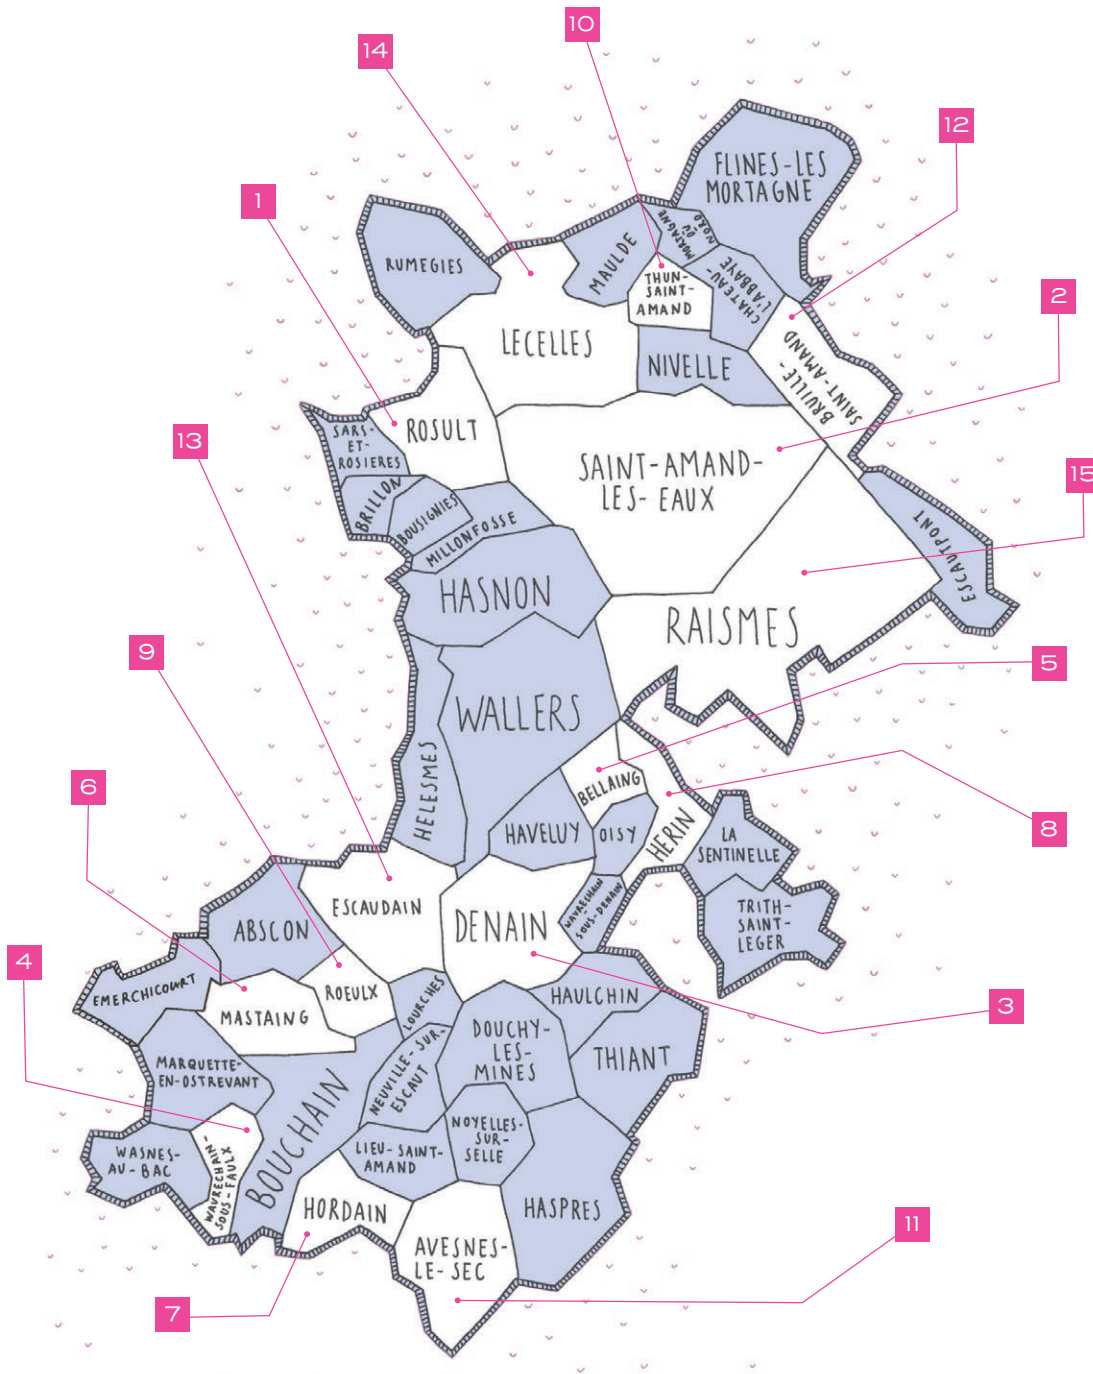 10
14
12
FLINES-LES
MORTAGNE
1
MORTAGNE
DU
NORD
MAULDE
RUMEGIES
THUN-
SAINT-
AMAND
CHATEAU-
L'ABBAYE
2
LECELLES
NIVELLE
BRUILLE-
SAINT-AMAND
13
ROSULT
SARS-
ET-
ROSIERES
SAINT-AMAND-
LES-EAUX
15
BRILLON
BOUSIGNIES
MILLONFOSSE
ESCAUTPONT
HASNON
RAISMES
9
5
WALLERS
HELESMES
6
BELLAING
8
HAVELUY
OISY
HERIN
LA
SENTINELLE
ESCAUDAIN
DENAIN
WAVRECHAIN-
SOUS-DENAIN
TRITH-
SAINT-
LEGER
ABSCON
4
EMERCHICOURT
ROEULX
LOURCHES
HAULCHIN
3
MASTAING
DOUCHY-
LES-
MINES
THIANT
NEUVILLE-SUR-
ESCAUT
MARQUETTE-
EN-OSTREVANT
BOUCHAIN
NOYELLES-
SUR-
SELLE
WASNES-
AU-BAC
WAVRECHAIN-
SOUS-FAULX
LIEU-SAINT-
AMAND
HORDAIN
HASPRES
11
AVESNES-
LE-SEC
7